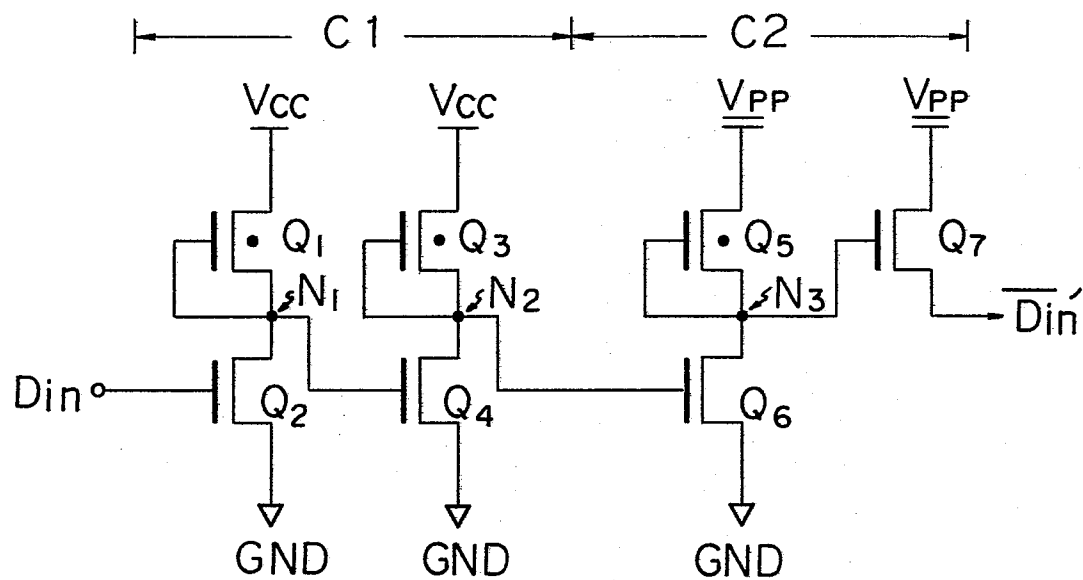 C1 C2
VCC VCC VPP VPP
Q1 Q3 Q5 Q7
N1 N2 N3
D̅i̅n̅′
Din
Q2 Q4 Q6
GND GND GND